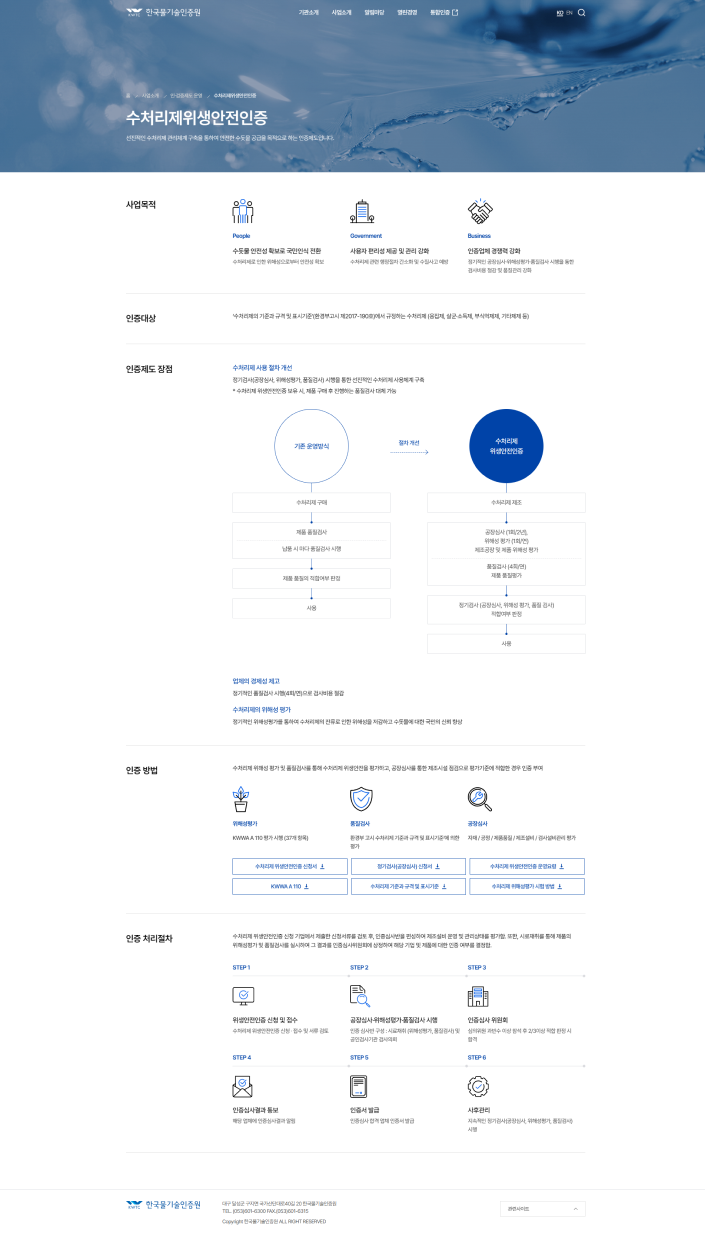 한국물기술인증원
기관소개 사업소개 알림마당 열린경영 통합인증
KO EN
홈 사업소개 인·검증제도 운영 수처리제위생안전인증
수처리제위생안전인증
선진적인 수처리제 관리체계 구축을 통하여 안전한 수돗물 공급을 목적으로 하는 인증제도입니다.
사업목적
People
수돗물 안전성 확보로 국민인식 전환
수처리제로 인한 위해성으로부터 안전성 확보
Government
사용자 편리성 제공 및 관리 강화
수처리제 관련 행정절차 간소화 및 수질사고 예방
Business
인증업체 경쟁력 강화
정기적인 공장심사·위해성평가·품질검사 시행을 통한
검사비용 절감 및 품질관리 강화
인증대상
'수처리제의 기준과 규격 및 표시기준'(환경부고시 제2017-190호)에서 규정하는 수처리제 (응집제, 살균·소독제, 부식억제제, 기타제제 등)
인증제도 장점
수처리제 사용 절차 개선
정기검사(공장심사, 위해성평가, 품질검사) 시행을 통한 선진적인 수처리제 사용체계 구축
* 수처리제 위생안전인증 보유 시, 제품 구매 후 진행하는 품질검사 대체 가능
기존 운영방식
절차 개선
수처리제
위생안전인증
수처리제 구매
제품 품질검사
납품 시 마다 품질검사 시행
제품 품질의 적합여부 판정
사용
수처리제 제조
공장심사 (1회/2년),
위해성 평가 (1회/년)
제조공장 및 제품 위해성 평가
품질검사 (4회/년)
제품 품질평가
정기검사 (공장심사, 위해성 평가, 품질 검사)
적합여부 판정
사용
업체의 경제성 제고
정기적인 품질검사 시행(4회/년)으로 검사비용 절감
수처리제의 위해성 평가
정기적인 위해성평가를 통하여 수처리제의 잔류로 인한 위해성을 저감하고 수돗물에 대한 국민의 신뢰 향상
인증 방법
수처리제 위해성 평가 및 품질검사를 통해 수처리제 위생안전을 평가하고, 공장심사를 통한 제조시설 점검으로 평가기준에 적합한 경우 인증 부여
위해성평가
KWWA A 110 평가 시행 (37개 항목)
품질검사
환경부 고시 수처리제 기준과 규격 및 표시기준에 의한
평가
공장심사
자재 / 공정 / 제품품질 / 제조설비 / 검사설비관리 평가
수처리제 위생안전인증 신청서
정기검사(공장심사) 신청서
수처리제 위생안전인증 운영요령
KWWA A 110
수처리제 기준과 규격 및 표시기준
수처리제 위해성평가 시험 방법
인증 처리절차
수처리제 위생안전인증 신청 기업에서 제출한 신청서류를 검토 후, 인증심사반을 편성하여 제조설비 운영 및 관리상태를 평가함. 또한, 시료채취를 통해 제품의
위해성평가 및 품질검사를 실시하여 그 결과를 인증심사위원회에 상정하여 해당 기업 및 제품에 대한 인증 여부를 결정함.
STEP 1
위생안전인증 신청 및 접수
수처리제 위생안전인증 신청·접수 및 서류 검토
STEP 2
공장심사·위해성평가·품질검사 시행
인증 심사반 구성 : 시료채취 (위해성평가, 품질검사) 및
공인검사기관 검사의뢰
STEP 3
인증심사 위원회
심의위원 과반수 이상 참석 후 2/3이상 적합 판정 시
합격
STEP 4
인증심사결과 통보
해당 업체에 인증심사결과 알림
STEP 5
인증서 발급
인증심사 합격 업체 인증서 발급
STEP 6
사후관리
지속적인 정기검사(공장심사, 위해성평가, 품질검사)
시행
한국물기술인증원
대구 달성군 구지면 국가산단대로40길 20 한국물기술인증원
TEL.(053)601-6300 FAX.(053)601-6315
Copyright 한국물기술인증원 ALL RIGHT RESERVED
관련사이트